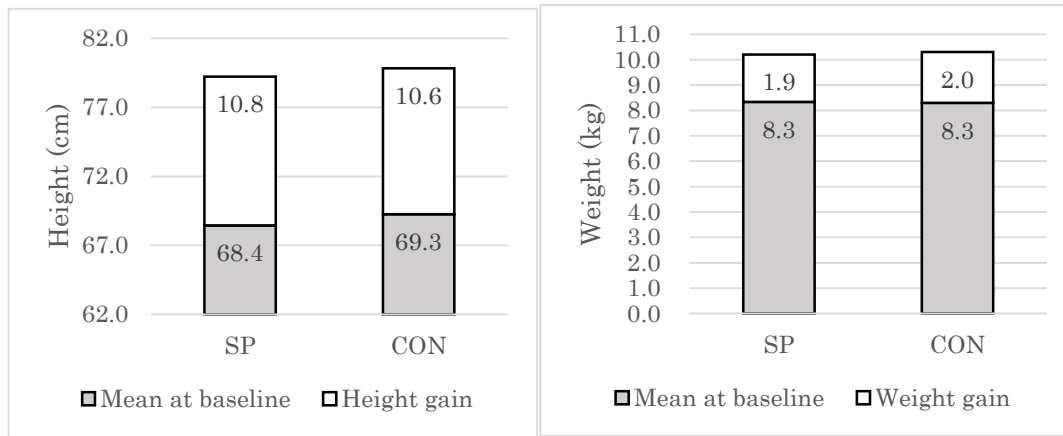 82.0
77.0
72.0
67.0
62.0
Height (cm)
10.8
10.6
68.4
69.3
SP
CON
Mean at baseline
Height gain
11.0
10.0
9.0
8.0
7.0
6.0
5.0
4.0
3.0
2.0
1.0
0.0
Weight (kg)
1.9
2.0
8.3
8.3
SP
CON
Mean at baseline
Weight gain